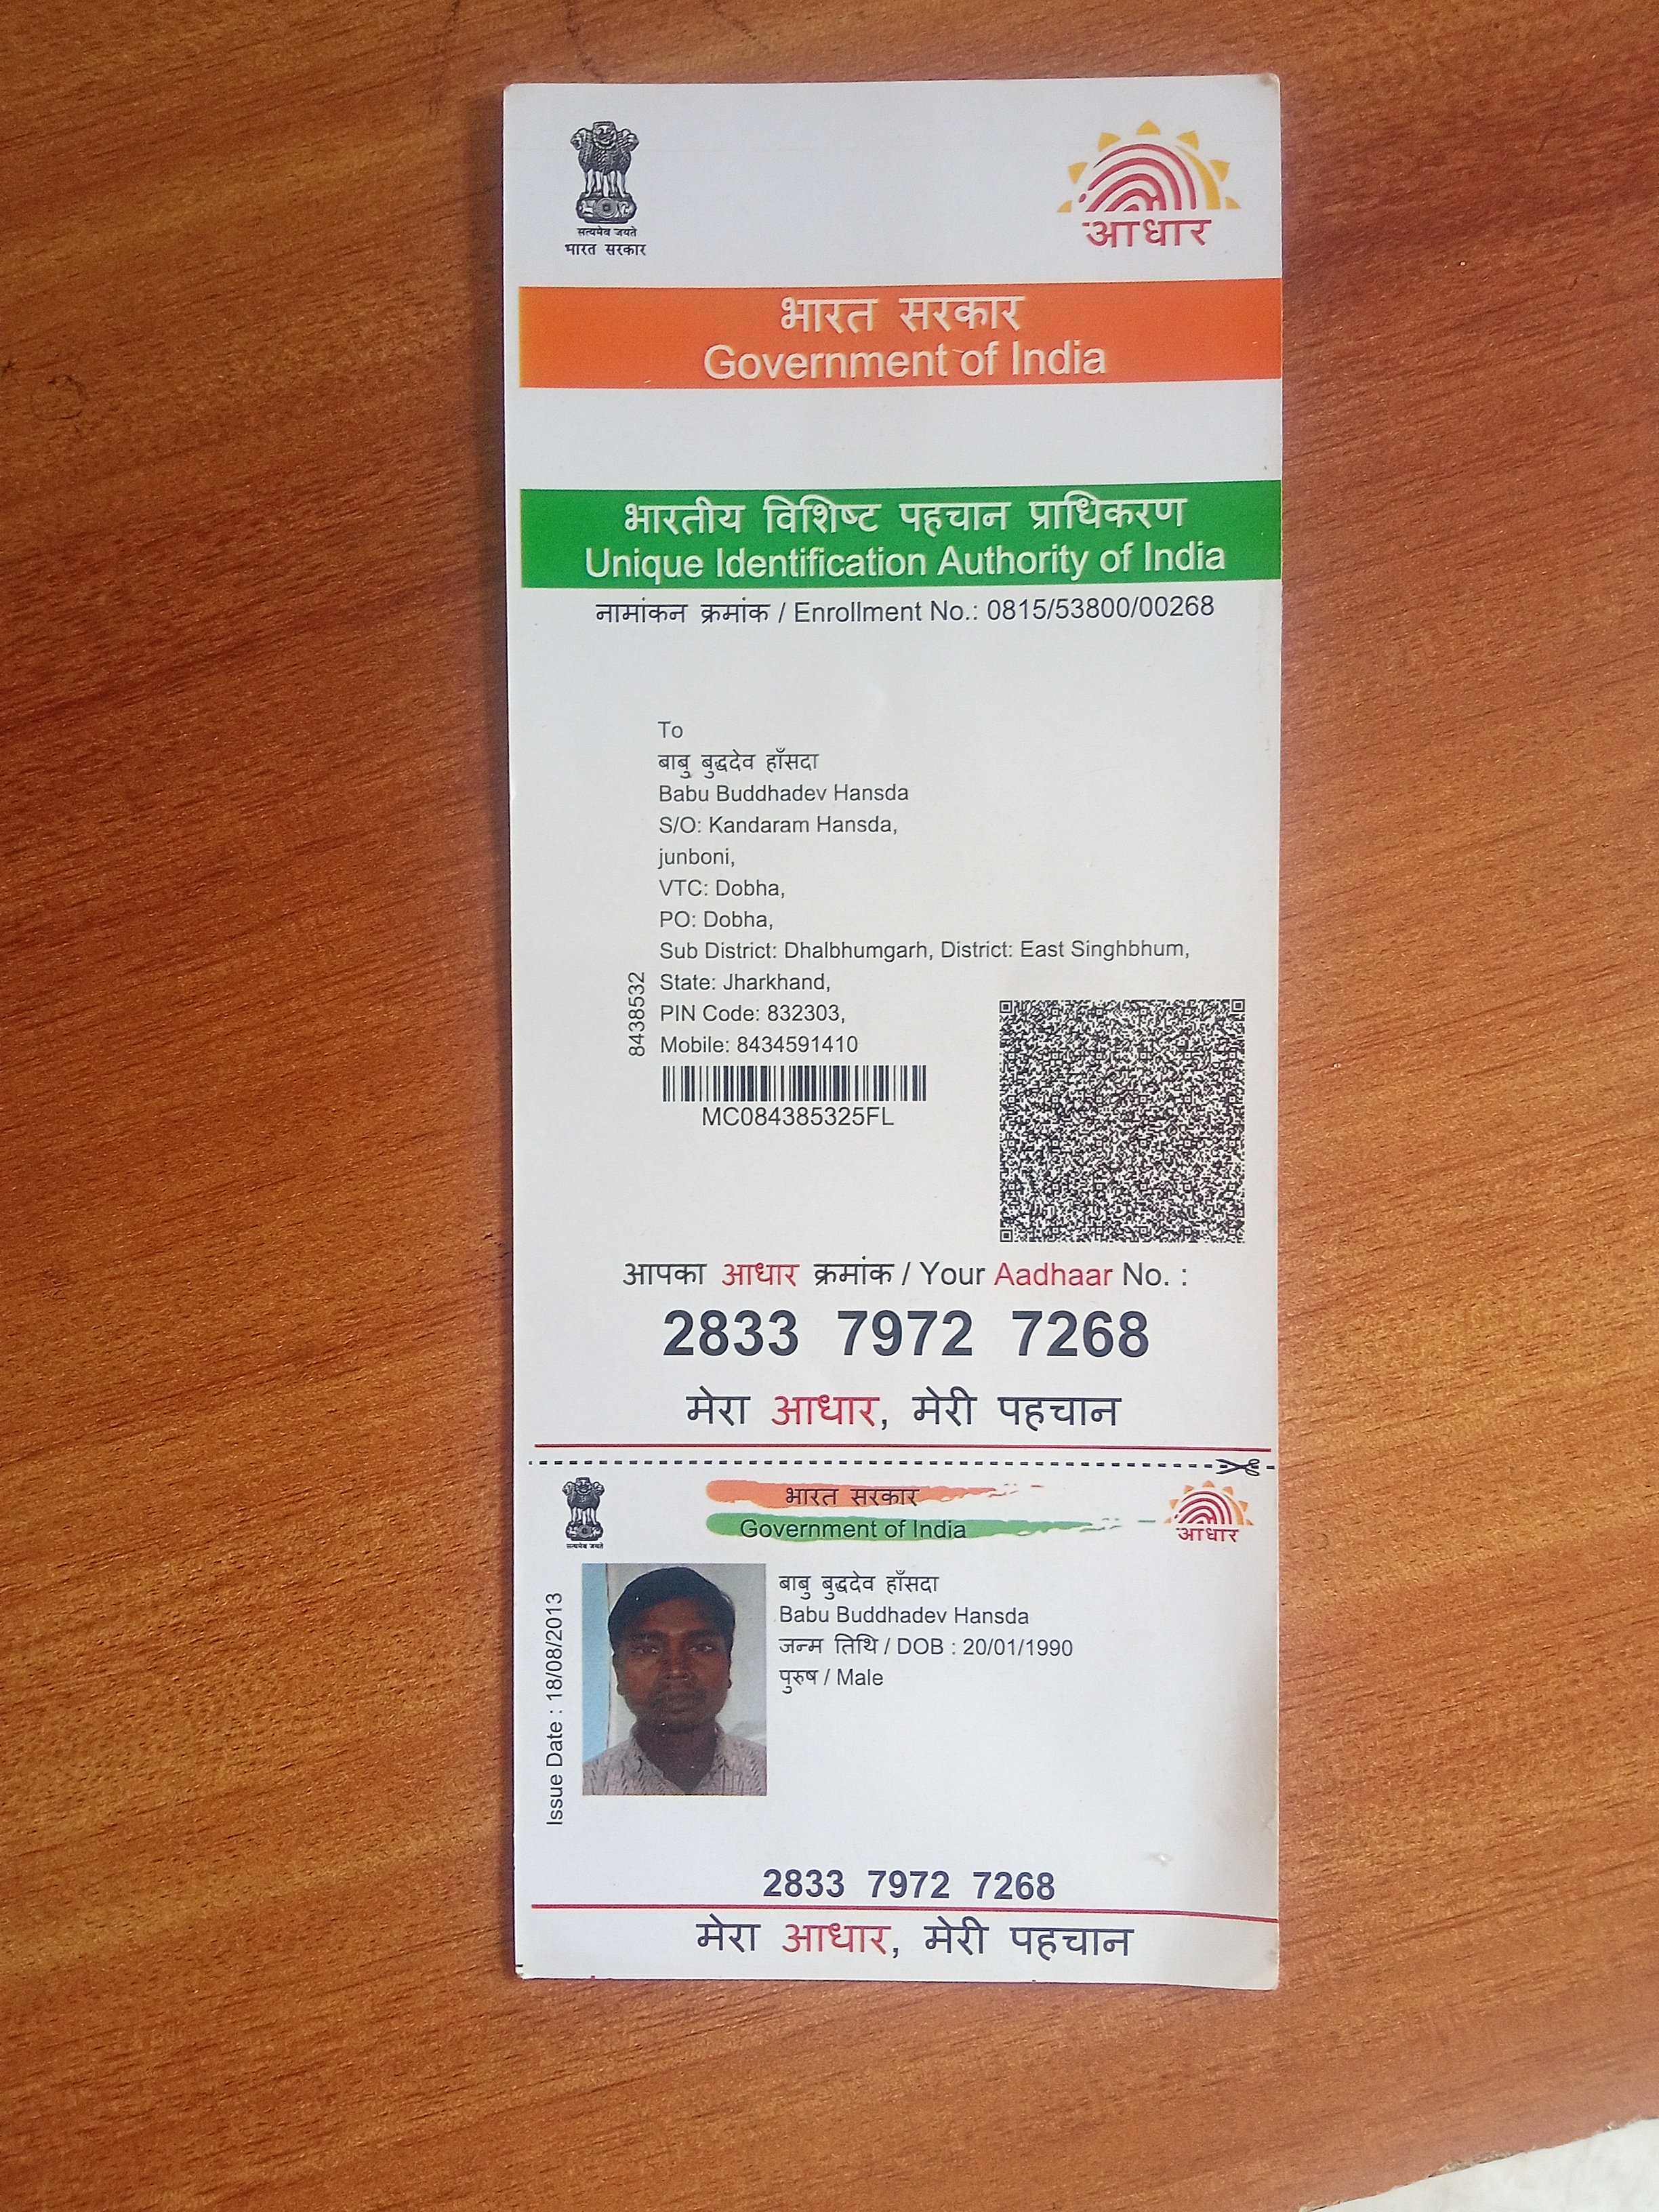 सत्यमेव जयते
भारत सरकार
आधार
भारत सरकार
Government of India
भारतीय विशिष्ट पहचान प्राधिकरण
Unique Identification Authority of India
नामांकन क्रमांक / Enrollment No.: 0815/53800/00268
To
बाबु बुद्धदेव हाँसदा
Babu Buddhadev Hansda
S/O: Kandaram Hansda,
junboni,
VTC: Dobha,
PO: Dobha,
Sub District: Dhalbhumgarh, District: East Singhbhum,
State: Jharkhand,
PIN Code: 832303,
Mobile: 8434591410
8438532
MC084385325FL
आपका आधार क्रमांक / Your Aadhaar No. :
2833 7972 7268
मेरा आधार, मेरी पहचान
सत्यमेव जयते
भारत सरकार
Government of India
आधार
Issue Date : 18/08/2013
बाबु बुद्धदेव हाँसदा
Babu Buddhadev Hansda
जन्म तिथि / DOB : 20/01/1990
पुरुष / Male
2833 7972 7268
मेरा आधार, मेरी पहचान